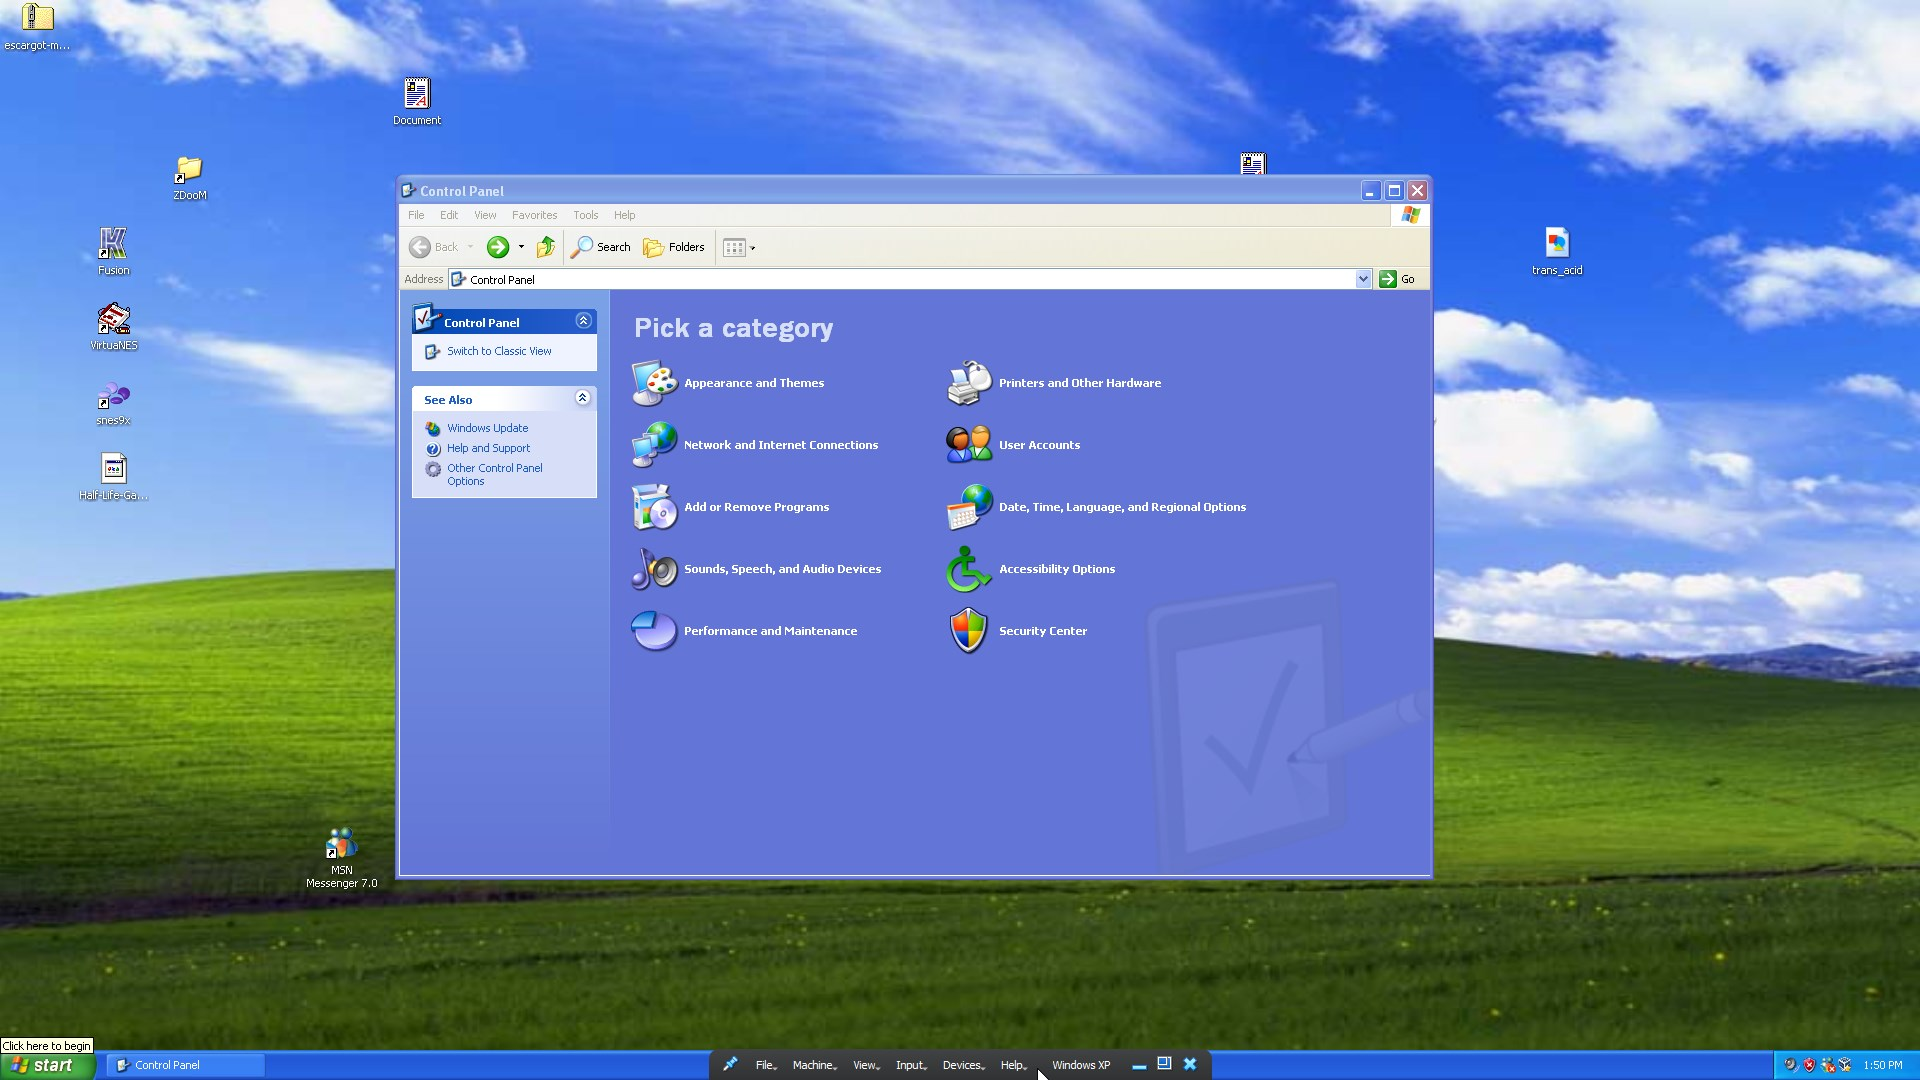 escargot-m...
Document
ZDooM
Fusion
VirtuaNES
snes9x
Half-Life-Ga...
MSN
Messenger 7.0
trans_acid
Control Panel
File Edit View Favorites Tools Help
Back Search Folders
Address Control Panel Go
Control Panel
Switch to Classic View
See Also
Windows Update
Help and Support
Other Control Panel
Options
Pick a category
Appearance and Themes
Printers and Other Hardware
Network and Internet Connections
User Accounts
Add or Remove Programs
Date, Time, Language, and Regional Options
Sounds, Speech, and Audio Devices
Accessibility Options
Performance and Maintenance
Security Center
Click here to begin
start
Control Panel
File Machine View Input Devices Help Windows XP
1:50 PM